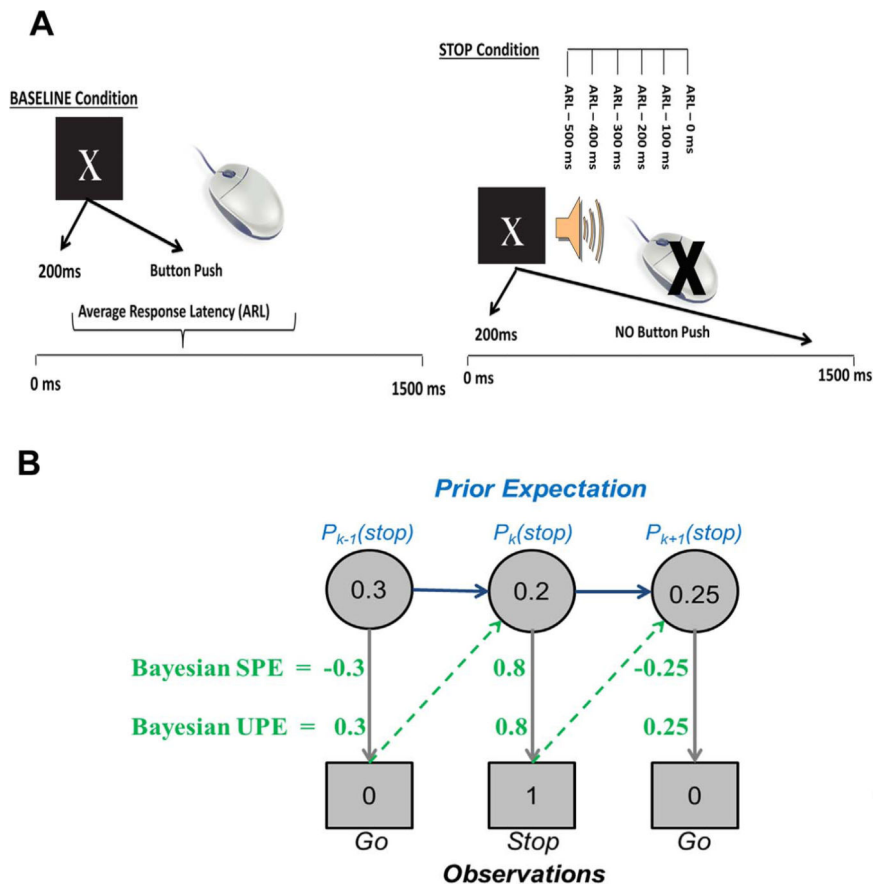 A
BASELINE Condition
X
200ms
Button Push
Average Response Latency (ARL)
0 ms
1500 ms
STOP Condition
ARL – 500 ms
ARL – 400 ms
ARL – 300 ms
ARL – 200 ms
ARL – 100 ms
ARL – 0 ms
X
X
200ms
NO Button Push
0 ms
1500 ms
B
Prior Expectation
Pk-1(stop) Pk(stop) Pk+1(stop)
0.3 0.2 0.25
Bayesian SPE = -0.3 0.8 -0.25
Bayesian UPE = 0.3 0.8 0.25
0 1 0
Go Stop Go
Observations